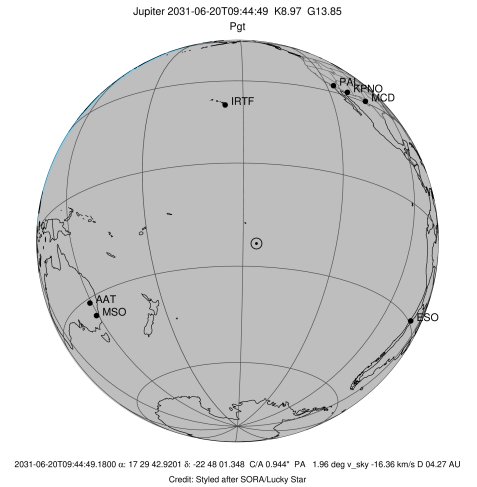 Jupiter 2031-06-20T09:44:49 K8.97 G13.85
Pgt
PAL
KPNO
MCD
IRTF
AAT
MSO
ESO
2031-06-20T09:44:49.1800 α: 17 29 42.9201 δ: -22 48 01.348 C/A 0.944" PA 1.96 deg v_sky -16.36 km/s D 04.27 AU
Credit: Styled after SORA/Lucky Star